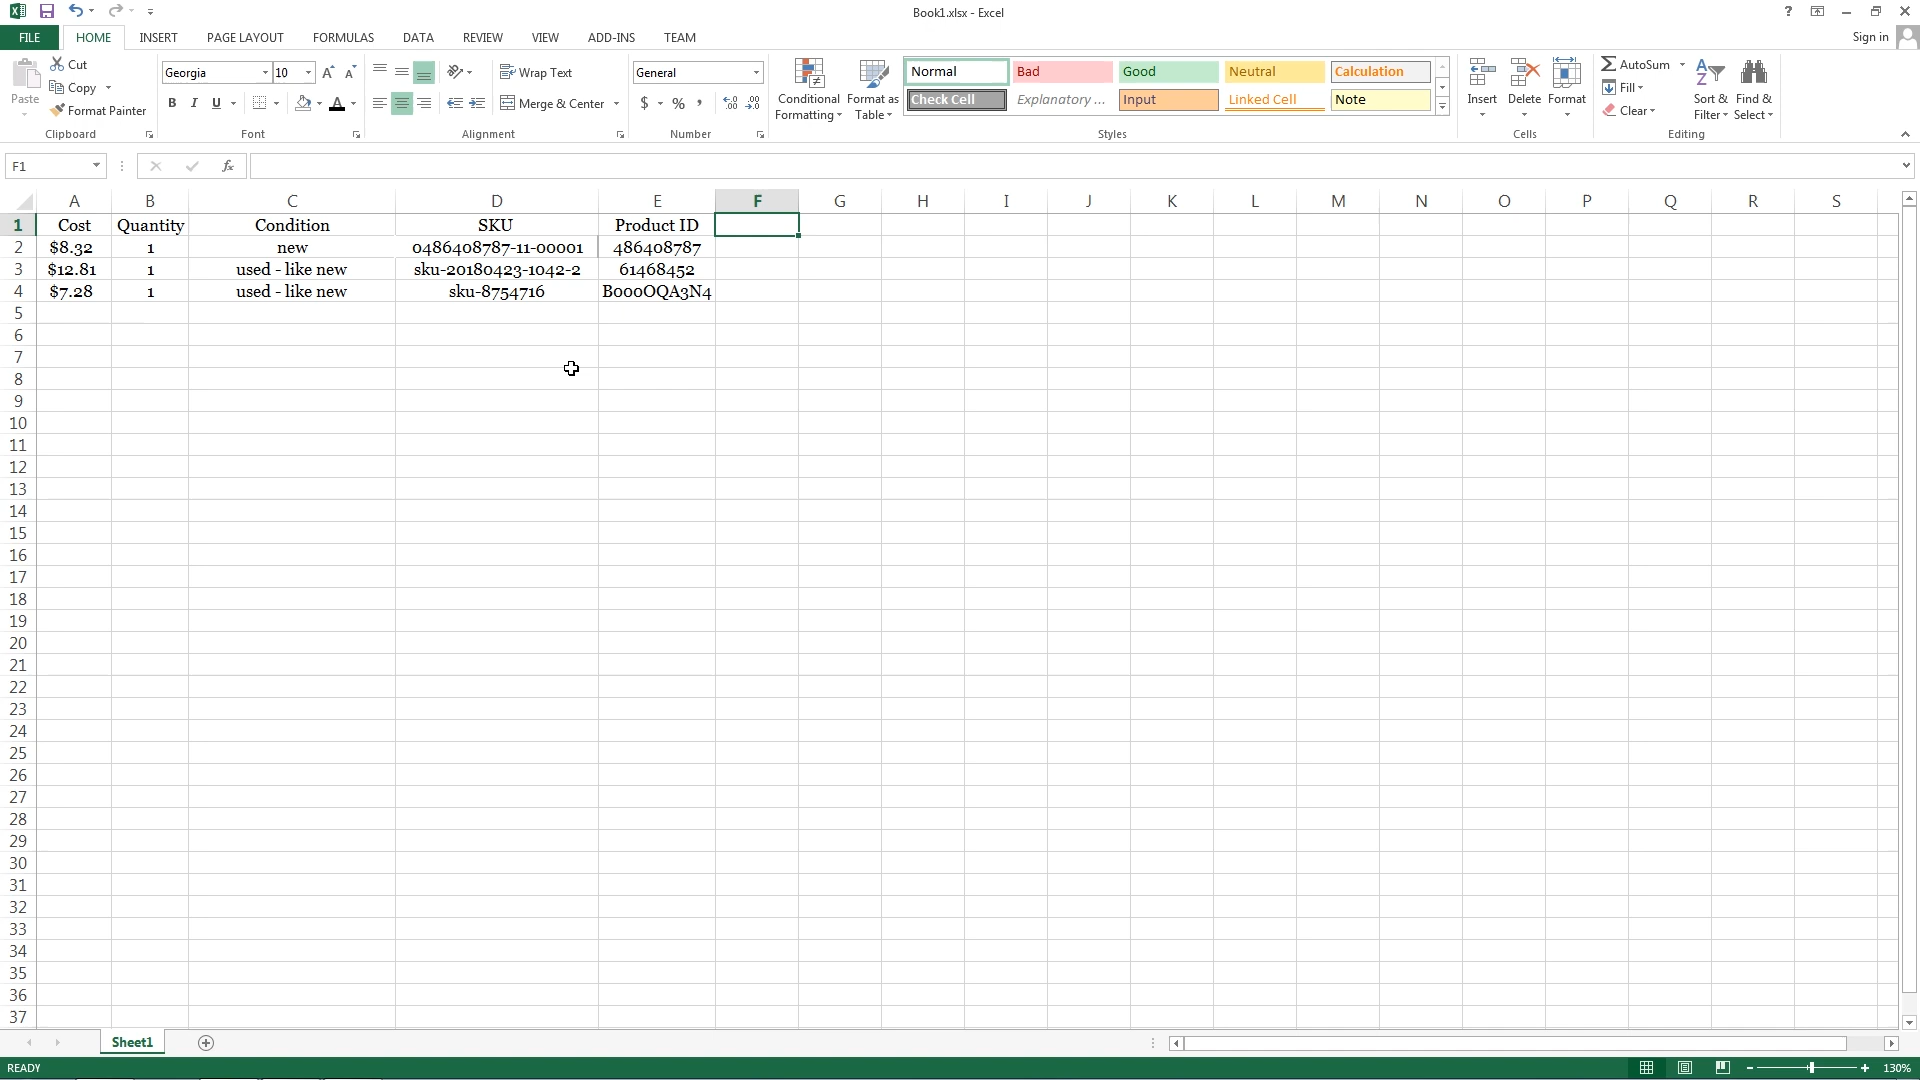 Book1.xlsx - Excel
FILE HOME INSERT PAGE LAYOUT FORMULAS DATA REVIEW VIEW ADD-INS TEAM Sign in
Paste
Cut
Copy
Format Painter
Clipboard
Georgia 10
B I U
Font
Wrap Text
Merge & Center
Alignment
General
$ % ,
Number
Conditional Formatting
Format as Table
Normal Bad Good Neutral Calculation
Check Cell Explanatory ... Input Linked Cell Note
Styles
Insert Delete Format
Cells
AutoSum
Fill
Clear
Sort & Filter
Find & Select
Editing
F1 fx
A B C D E F G H I J K L M N O P Q R S
1 Cost Quantity Condition SKU Product ID
2 $8.32 1 new 0486408787-11-00001 486408787
3 $12.81 1 used - like new sku-20180423-1042-2 61468452
4 $7.28 1 used - like new sku-8754716 B000OQA3N4
5
6
7
8
9
10
11
12
13
14
15
16
17
18
19
20
21
22
23
24
25
26
27
28
29
30
31
32
33
34
35
36
37
Sheet1
READY 130%